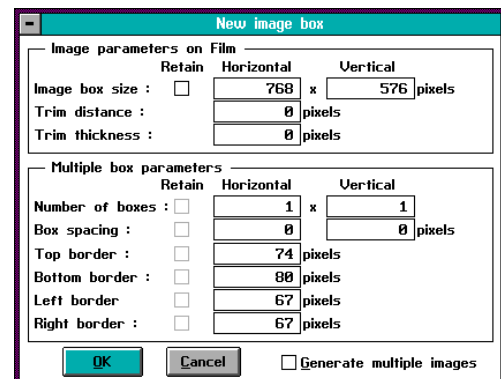 New image box
Image parameters on Film
Retain Horizontal Vertical
Image box size : 768 x 576 pixels
Trim distance : 0 pixels
Trim thickness : 0 pixels
Multiple box parameters
Retain Horizontal Vertical
Number of boxes : 1 x 1
Box spacing : 0 0 pixels
Top border : 74 pixels
Bottom border : 80 pixels
Left border 67 pixels
Right border : 67 pixels
OK Cancel Generate multiple images